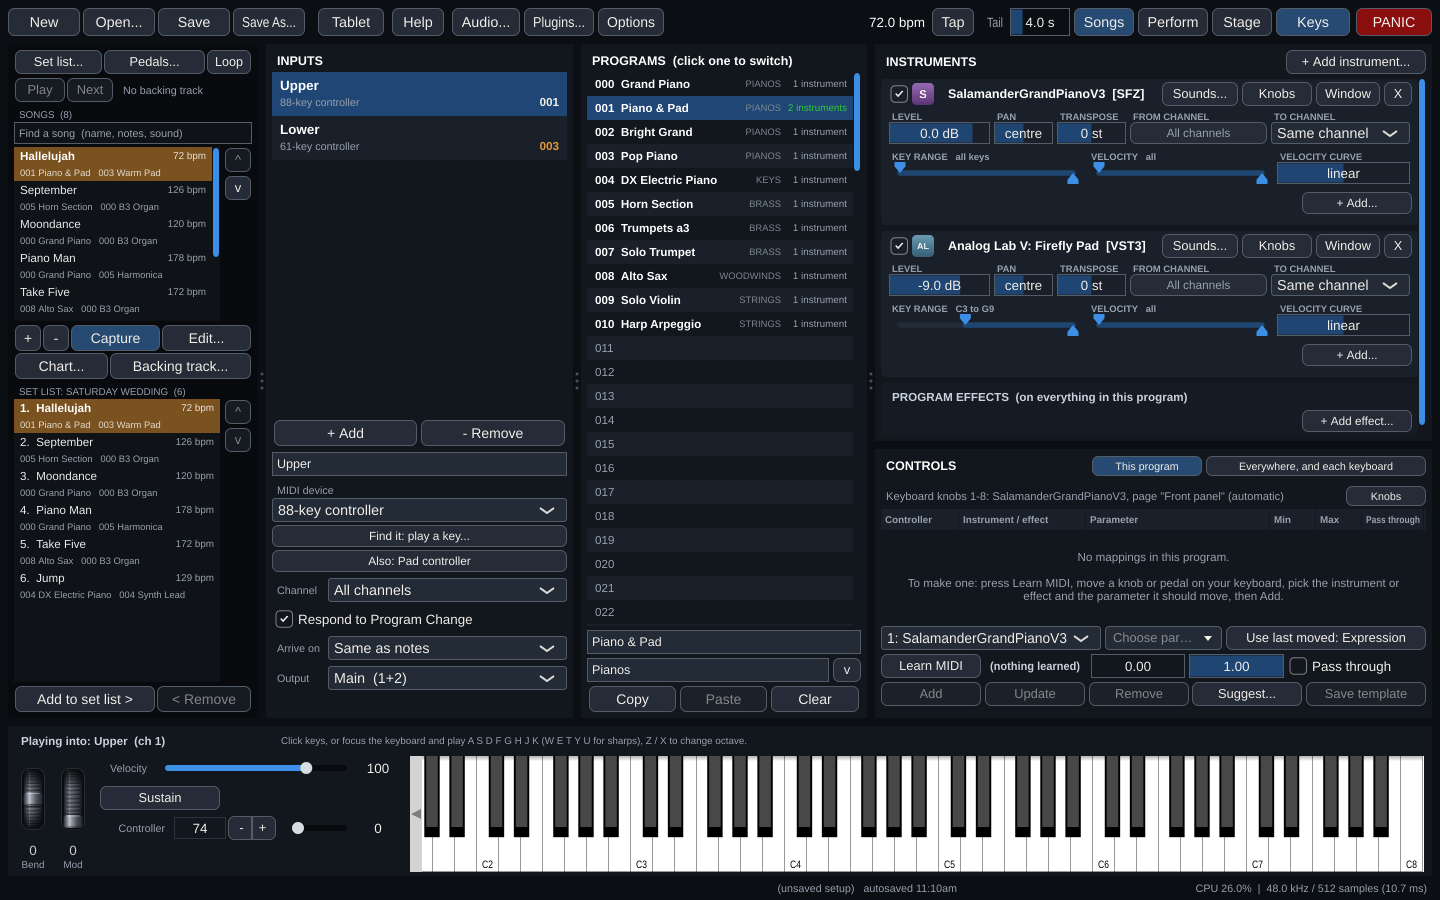 New Open... Save Save As... Tablet Help Audio... Plugins... Options 72.0 bpm Tap Tail 4.0 s Songs Perform Stage Keys PANIC
Set list... Pedals... Loop
Play Next No backing track
SONGS (8)
Find a song (name, notes, sound)
Hallelujah 72 bpm
001 Piano & Pad 003 Warm Pad
^
September 126 bpm
v
005 Horn Section 000 B3 Organ
Moondance 120 bpm
000 Grand Piano 000 B3 Organ
Piano Man 178 bpm
000 Grand Piano 005 Harmonica
Take Five 172 bpm
008 Alto Sax 000 B3 Organ
+ - Capture Edit...
Chart... Backing track...
SET LIST: SATURDAY WEDDING (6)
1. Hallelujah 72 bpm
001 Piano & Pad 003 Warm Pad
^
2. September 126 bpm
v
005 Horn Section 000 B3 Organ
3. Moondance 120 bpm
000 Grand Piano 000 B3 Organ
4. Piano Man 178 bpm
000 Grand Piano 005 Harmonica
5. Take Five 172 bpm
008 Alto Sax 000 B3 Organ
6. Jump 129 bpm
004 DX Electric Piano 004 Synth Lead
Add to set list > < Remove
INPUTS
Upper
88-key controller 001
Lower
61-key controller 003
+ Add - Remove
Upper
MIDI device
88-key controller
Find it: play a key...
Also: Pad controller
Channel All channels
Respond to Program Change
Arrive on Same as notes
Output Main (1+2)
PROGRAMS (click one to switch)
000 Grand Piano PIANOS 1 instrument
001 Piano & Pad PIANOS 2 instruments
002 Bright Grand PIANOS 1 instrument
003 Pop Piano PIANOS 1 instrument
004 DX Electric Piano KEYS 1 instrument
005 Horn Section BRASS 1 instrument
006 Trumpets a3 BRASS 1 instrument
007 Solo Trumpet BRASS 1 instrument
008 Alto Sax WOODWINDS 1 instrument
009 Solo Violin STRINGS 1 instrument
010 Harp Arpeggio STRINGS 1 instrument
011
012
013
014
015
016
017
018
019
020
021
022
Piano & Pad
Pianos v
Copy Paste Clear
INSTRUMENTS + Add instrument...
S SalamanderGrandPianoV3 [SFZ] Sounds... Knobs Window X
LEVEL PAN TRANSPOSE FROM CHANNEL TO CHANNEL
0.0 dB centre 0 st All channels Same channel
KEY RANGE all keys VELOCITY all VELOCITY CURVE
linear
+ Add...
AL Analog Lab V: Firefly Pad [VST3] Sounds... Knobs Window X
LEVEL PAN TRANSPOSE FROM CHANNEL TO CHANNEL
-9.0 dB centre 0 st All channels Same channel
KEY RANGE C3 to G9 VELOCITY all VELOCITY CURVE
linear
+ Add...
PROGRAM EFFECTS (on everything in this program)
+ Add effect...
CONTROLS This program Everywhere, and each keyboard
Keyboard knobs 1-8: SalamanderGrandPianoV3, page "Front panel" (automatic) Knobs
Controller Instrument / effect Parameter Min Max Pass through
No mappings in this program.
To make one: press Learn MIDI, move a knob or pedal on your keyboard, pick the instrument or
effect and the parameter it should move, then Add.
1: SalamanderGrandPianoV3 Choose par... Use last moved: Expression
Learn MIDI (nothing learned) 0.00 1.00 Pass through
Add Update Remove Suggest... Save template
Playing into: Upper (ch 1) Click keys, or focus the keyboard and play A S D F G H J K (W E T Y U for sharps), Z / X to change octave.
Velocity 100
Sustain
Controller 74 - + 0
0 0
Bend Mod
C2 C3 C4 C5 C6 C7 C8
(unsaved setup) autosaved 11:10am CPU 26.0% | 48.0 kHz / 512 samples (10.7 ms)